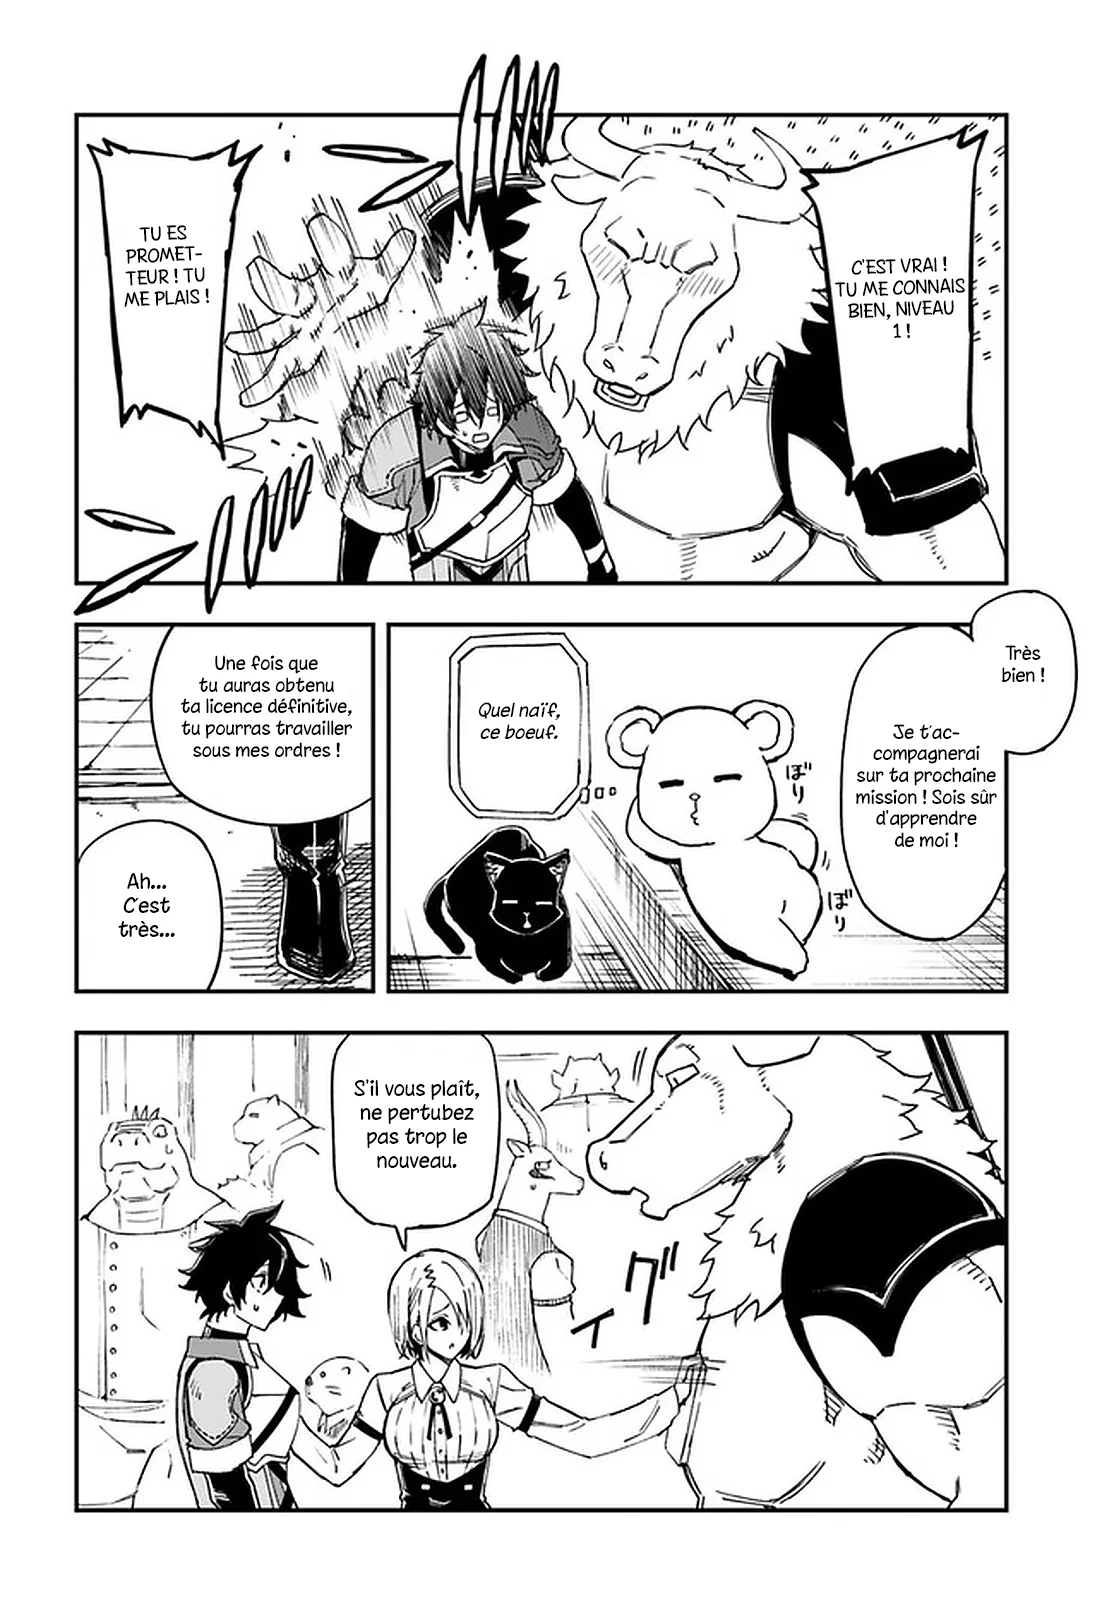 C'EST VRAI !
TU ME CONNAIS
BIEN, NIVEAU
1 !
TU ES
PROMET-
TEUR ! TU
ME PLAIS !
Très
bien !
Je t'ac-
compagnerai
sur ta prochaine
mission ! Sois sûr
d'apprendre
de moi !
ぼり
ぼり
Quel naïf,
ce boeuf.
Une fois que
tu auras obtenu
ta licence définitive,
tu pourras travailler
sous mes ordres !
Ah...
C'est
très...
S'il vous plaît,
ne pertubez
pas trop le
nouveau.
グイ